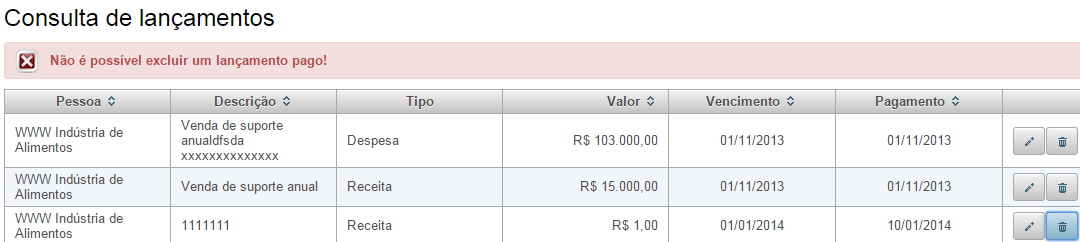 Consulta de lançamentos
Não é possível excluir um lançamento pago!
Pessoa Descrição Tipo Valor Vencimento Pagamento
WWW Indústria de
Alimentos
Venda de suporte
anualdfsda
xxxxxxxxxxxxxx
Despesa
R$ 103.000,00
01/11/2013
01/11/2013
WWW Indústria de
Alimentos
Venda de suporte anual
Receita
R$ 15.000,00
01/11/2013
01/11/2013
WWW Indústria de
Alimentos
1111111
Receita
R$ 1,00
01/01/2014
10/01/2014